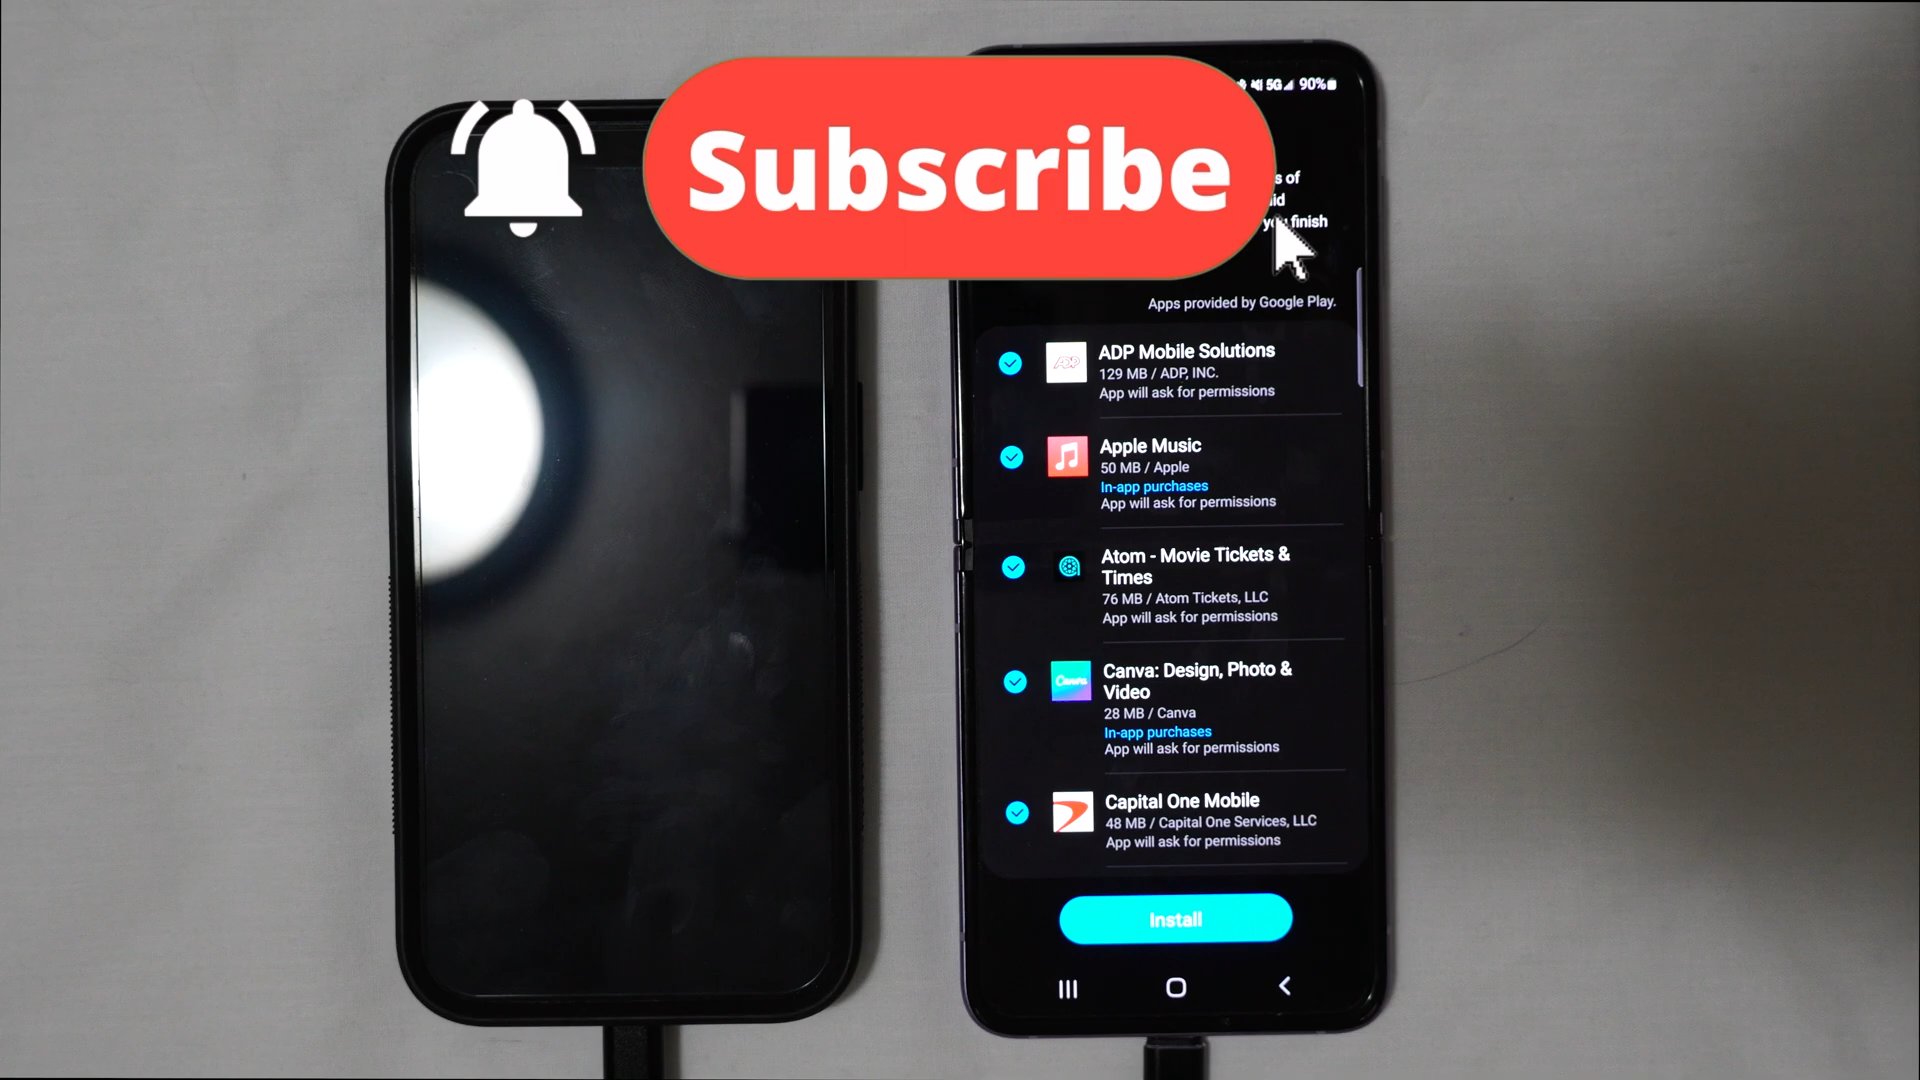 5G 90%
Subscribe
s of
finish
Apps provided by Google Play.
ADP Mobile Solutions
129 MB / ADP, INC.
App will ask for permissions
Apple Music
50 MB / Apple
In-app purchases
App will ask for permissions
Atom - Movie Tickets &
Times
76 MB / Atom Tickets, LLC
App will ask for permissions
Canva: Design, Photo &
Video
28 MB / Canva
In-app purchases
App will ask for permissions
Capital One Mobile
48 MB / Capital One Services, LLC
App will ask for permissions
Install
ADP
Canva